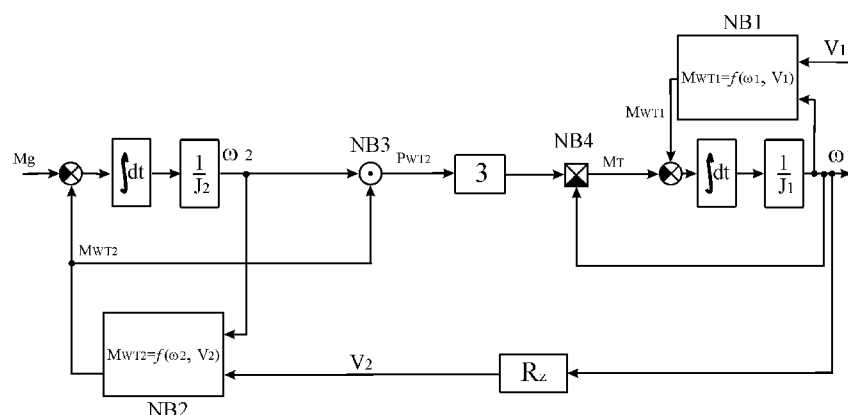 NB1
V1
MWT1=f(ω1, V1)
MWT1
NB3
NB4
Mg
∫dt
1
J2
ω 2
PWT2
3
MT
∫dt
1
J1
ω
MWT2
MWT2=f(ω2, V2)
V2
Rz
NB2